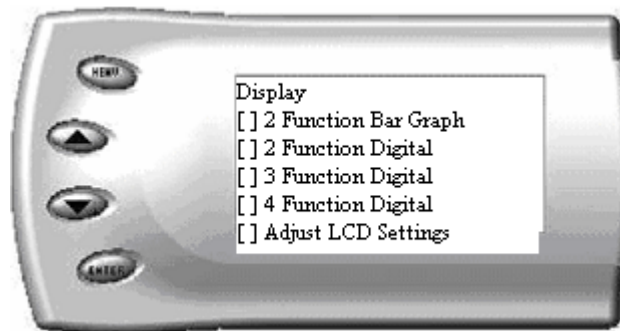 MENU
Display
[ ] 2 Function Bar Graph
[ ] 2 Function Digital
[ ] 3 Function Digital
[ ] 4 Function Digital
[ ] Adjust LCD Settings
ENTER